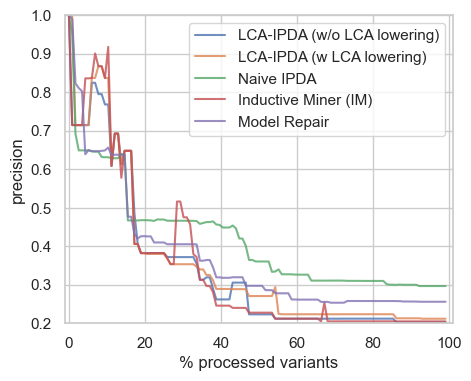 1.0
0.9
0.8
0.7
0.6
0.5
0.4
0.3
0.2
precision
LCA-IPDA (w/o LCA lowering)
LCA-IPDA (w LCA lowering)
Naive IPDA
Inductive Miner (IM)
Model Repair
0 20 40 60 80 100
% processed variants